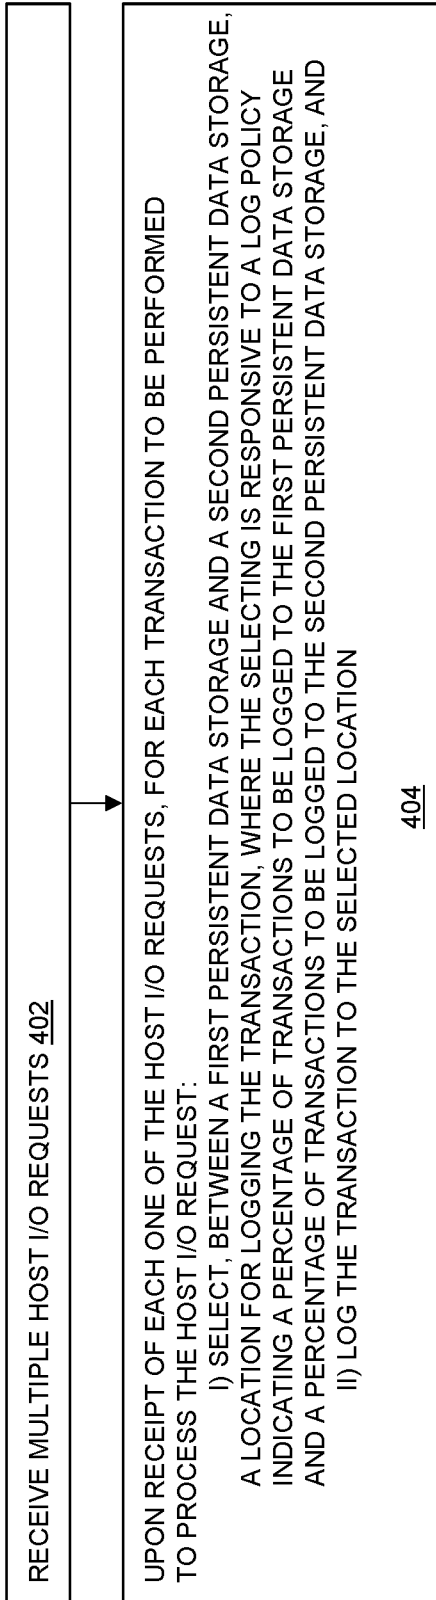 RECEIVE MULTIPLE HOST I/O REQUESTS 402
UPON RECEIPT OF EACH ONE OF THE HOST I/O REQUESTS, FOR EACH TRANSACTION TO BE PERFORMED
TO PROCESS THE HOST I/O REQUEST:
I) SELECT, BETWEEN A FIRST PERSISTENT DATA STORAGE AND A SECOND PERSISTENT DATA STORAGE,
A LOCATION FOR LOGGING THE TRANSACTION, WHERE THE SELECTING IS RESPONSIVE TO A LOG POLICY
INDICATING A PERCENTAGE OF TRANSACTIONS TO BE LOGGED TO THE FIRST PERSISTENT DATA STORAGE
AND A PERCENTAGE OF TRANSACTIONS TO BE LOGGED TO THE SECOND PERSISTENT DATA STORAGE, AND
II) LOG THE TRANSACTION TO THE SELECTED LOCATION
404